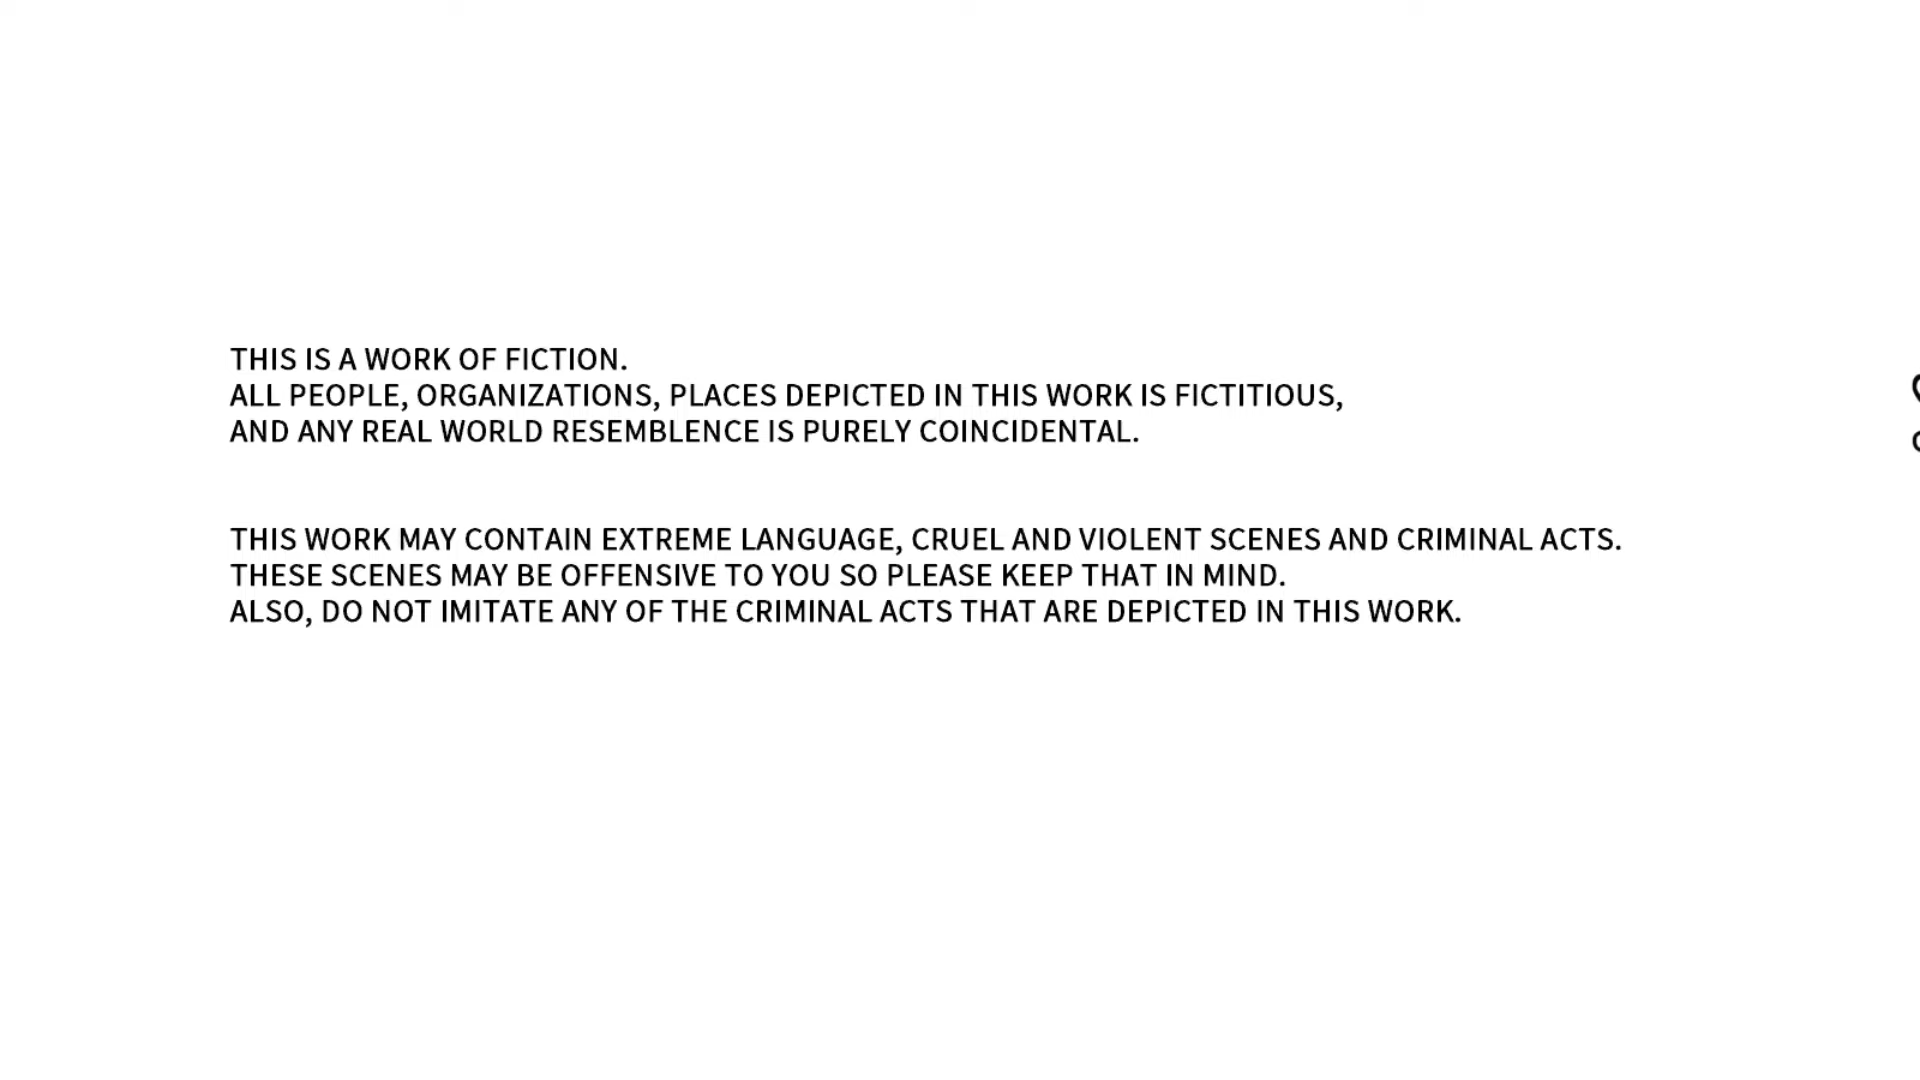 THIS IS A WORK OF FICTION.
ALL PEOPLE, ORGANIZATIONS, PLACES DEPICTED IN THIS WORK IS FICTITIOUS,
AND ANY REAL WORLD RESEMBLENCE IS PURELY COINCIDENTAL.
THIS WORK MAY CONTAIN EXTREME LANGUAGE, CRUEL AND VIOLENT SCENES AND CRIMINAL ACTS.
THESE SCENES MAY BE OFFENSIVE TO YOU SO PLEASE KEEP THAT IN MIND.
ALSO, DO NOT IMITATE ANY OF THE CRIMINAL ACTS THAT ARE DEPICTED IN THIS WORK.